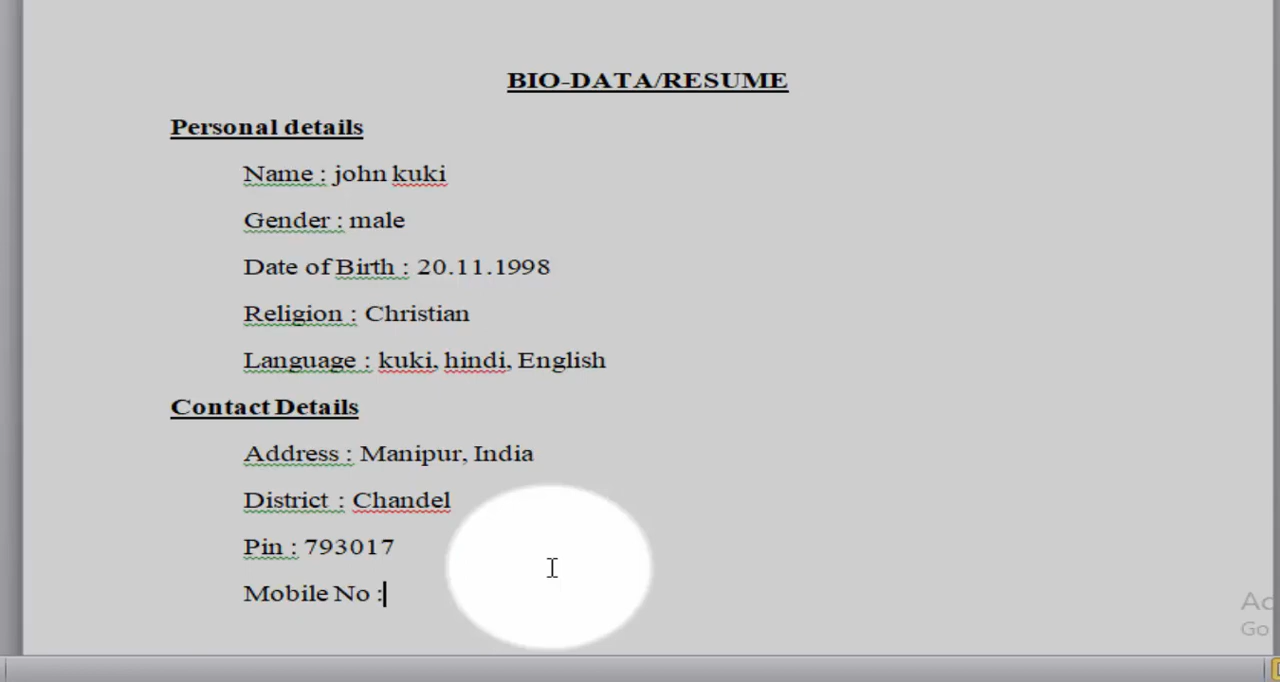 BIO-DATA/RESUME
Personal details
Name : john kuki
Gender : male
Date of Birth : 20.11.1998
Religion : Christian
Language : kuki, hindi, English
Contact Details
Address : Manipur, India
District : Chandel
Pin : 793017
Mobile No :
Go